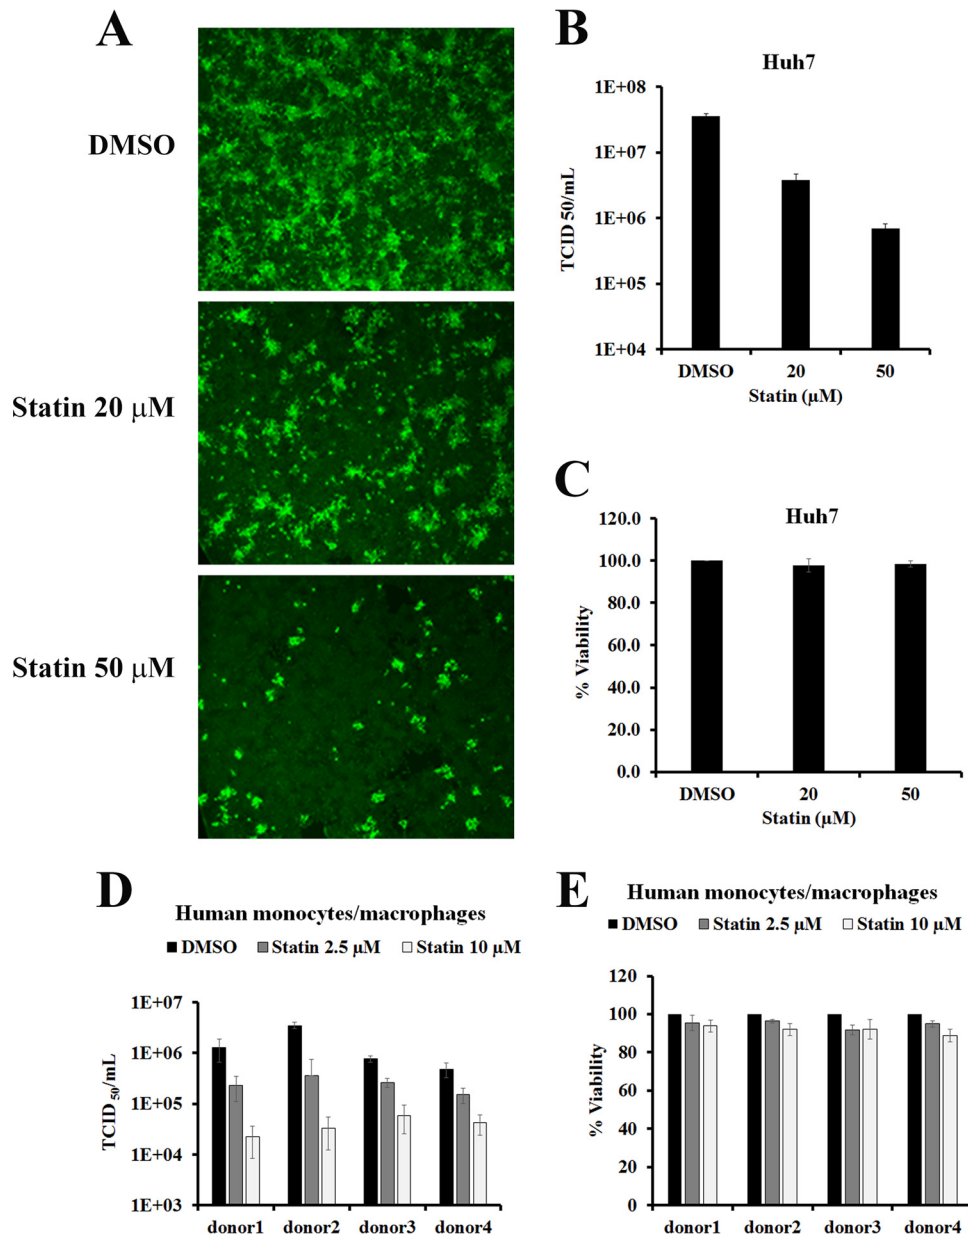 A
DMSO
Statin 20 μM
Statin 50 μM
B
Huh7
1E+08
1E+07
1E+06
1E+05
1E+04
TCID 50/mL
DMSO 20 50
Statin (μM)
C
Huh7
120.0
100.0
80.0
60.0
40.0
20.0
0.0
% Viability
DMSO 20 50
Statin (μM)
D
Human monocytes/macrophages
DMSO Statin 2.5 μM Statin 10 μM
1E+07
1E+06
1E+05
1E+04
1E+03
TCID50/mL
donor1 donor2 donor3 donor4
E
Human monocytes/macrophages
DMSO Statin 2.5 μM Statin 10 μM
120
100
80
60
40
20
0
% Viability
donor1 donor2 donor3 donor4